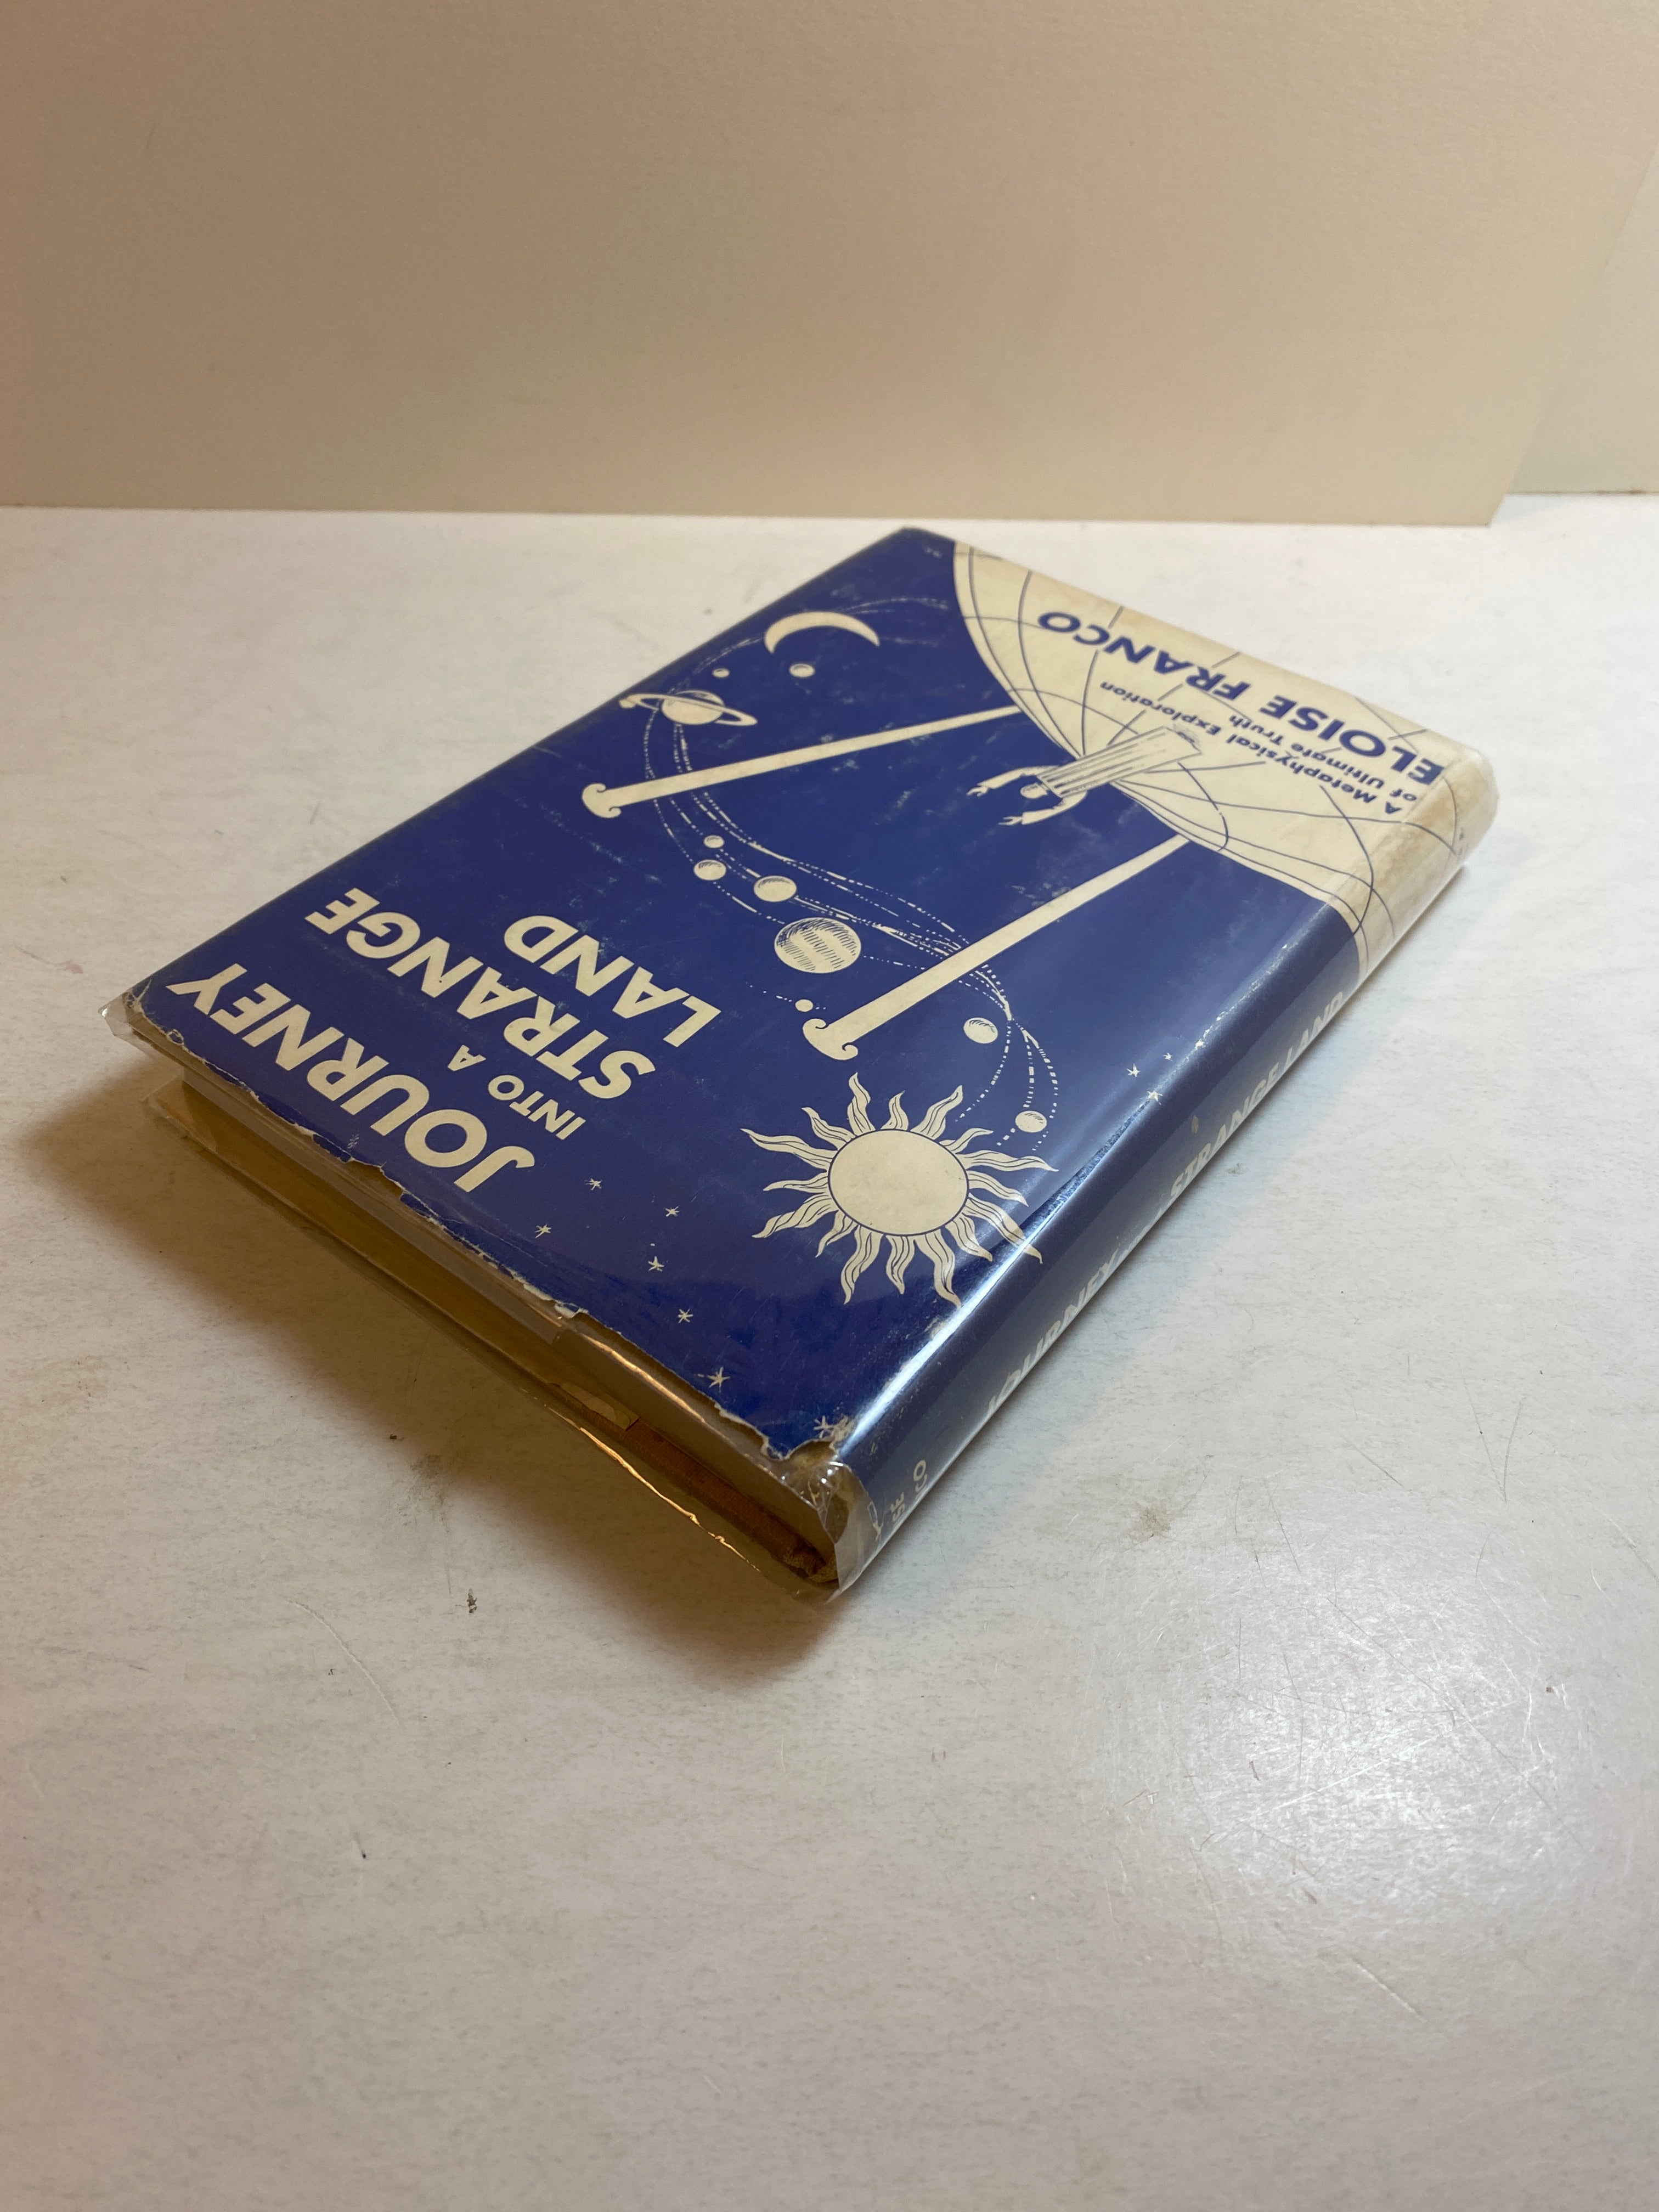 JOURNEY
INTO A
STRANGE
LAND
A Metaphysical Exploration
of Ultimate Truth
ELOISE FRANCO
JOURNEY STRANGE LAND